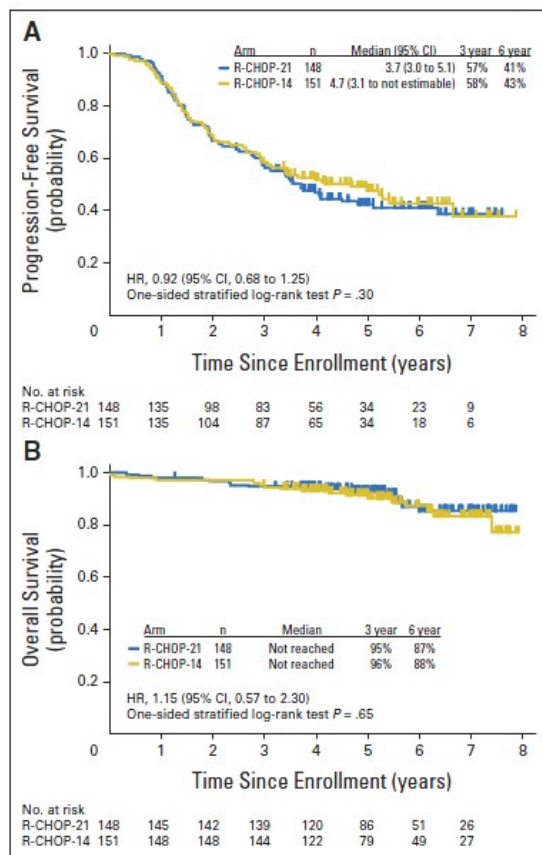 A
Progression-Free Survival
(probability)
1.0
0.8
0.6
0.4
0.2
Arm n Median (95% CI) 3 year 6 year
R-CHOP-21 148 3.7 (3.0 to 5.1) 57% 41%
R-CHOP-14 151 4.7 (3.1 to not estimable) 58% 43%
HR, 0.92 (95% CI, 0.68 to 1.25)
One-sided stratified log-rank test P = .30
0 1 2 3 4 5 6 7 8
Time Since Enrollment (years)
No. at risk
R-CHOP-21 148 135 98 83 56 34 23 9
R-CHOP-14 151 135 104 87 65 34 18 6
B
Overall Survival
(probability)
1.0
0.8
0.6
0.4
0.2
Arm n Median 3 year 6 year
R-CHOP-21 148 Not reached 95% 87%
R-CHOP-14 151 Not reached 96% 88%
HR, 1.15 (95% CI, 0.57 to 2.30)
One-sided stratified log-rank test P = .65
0 1 2 3 4 5 6 7 8
Time Since Enrollment (years)
No. at risk
R-CHOP-21 148 145 142 139 120 86 51 26
R-CHOP-14 151 148 148 144 122 79 49 27